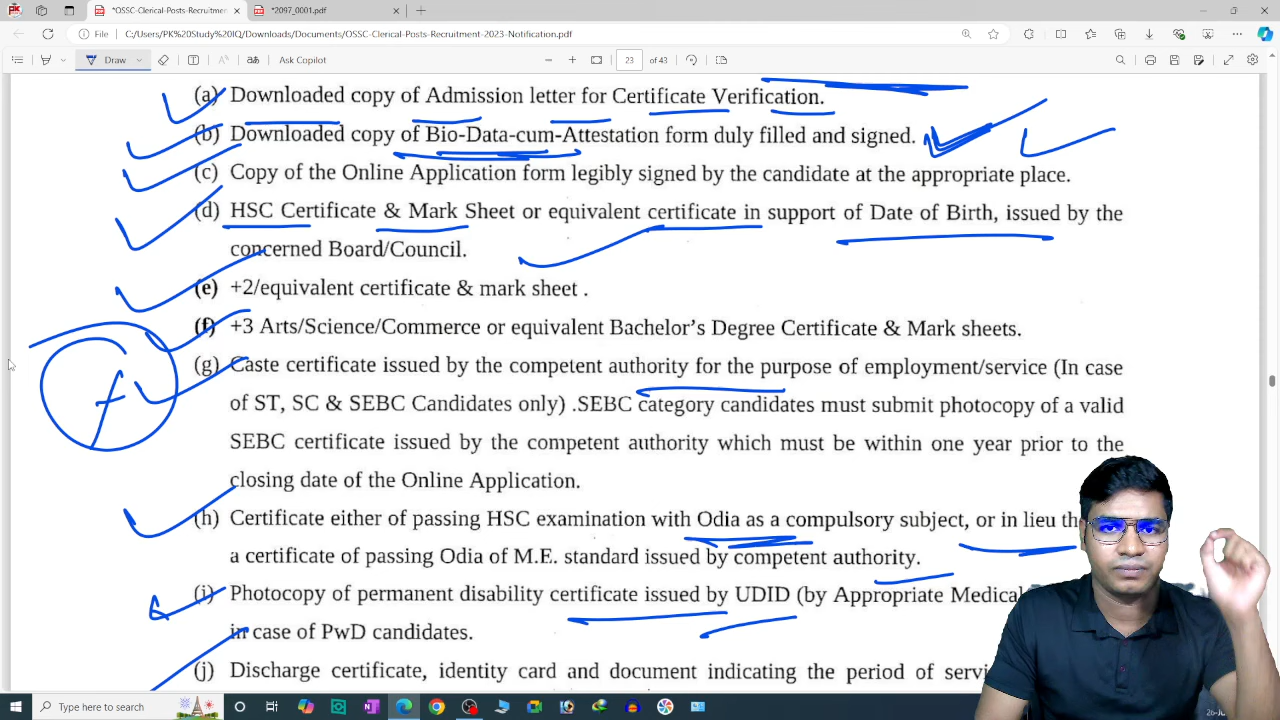 *OSSC-Clerical-Posts-Recruitmen
*2097_0001.pdf
File
C:/Users/PK%20Study%20IQ/Downloads/Documents/OSSC-Clerical-Posts-Recruitment-2023-Notification.pdf
Draw
Ask Copilot
23 of 43
(a) Downloaded copy of Admission letter for Certificate Verification.
(b) Downloaded copy of Bio-Data-cum-Attestation form duly filled and signed.
(c) Copy of the Online Application form legibly signed by the candidate at the appropriate place.
(d) HSC Certificate & Mark Sheet or equivalent certificate in support of Date of Birth, issued by the
concerned Board/Council.
(e) +2/equivalent certificate & mark sheet .
(f) +3 Arts/Science/Commerce or equivalent Bachelor's Degree Certificate & Mark sheets.
(g) Caste certificate issued by the competent authority for the purpose of employment/service (In case
of ST, SC & SEBC Candidates only) .SEBC category candidates must submit photocopy of a valid
SEBC certificate issued by the competent authority which must be within one year prior to the
closing date of the Online Application.
(h) Certificate either of passing HSC examination with Odia as a compulsory subject, or in lieu
a certificate of passing Odia of M.E. standard issued by competent authority.
(i) Photocopy of permanent disability certificate issued by UDID (by Appropriate Medical
in case of PwD candidates.
(j) Discharge certificate, identity card and document indicating the period of
Type here to search